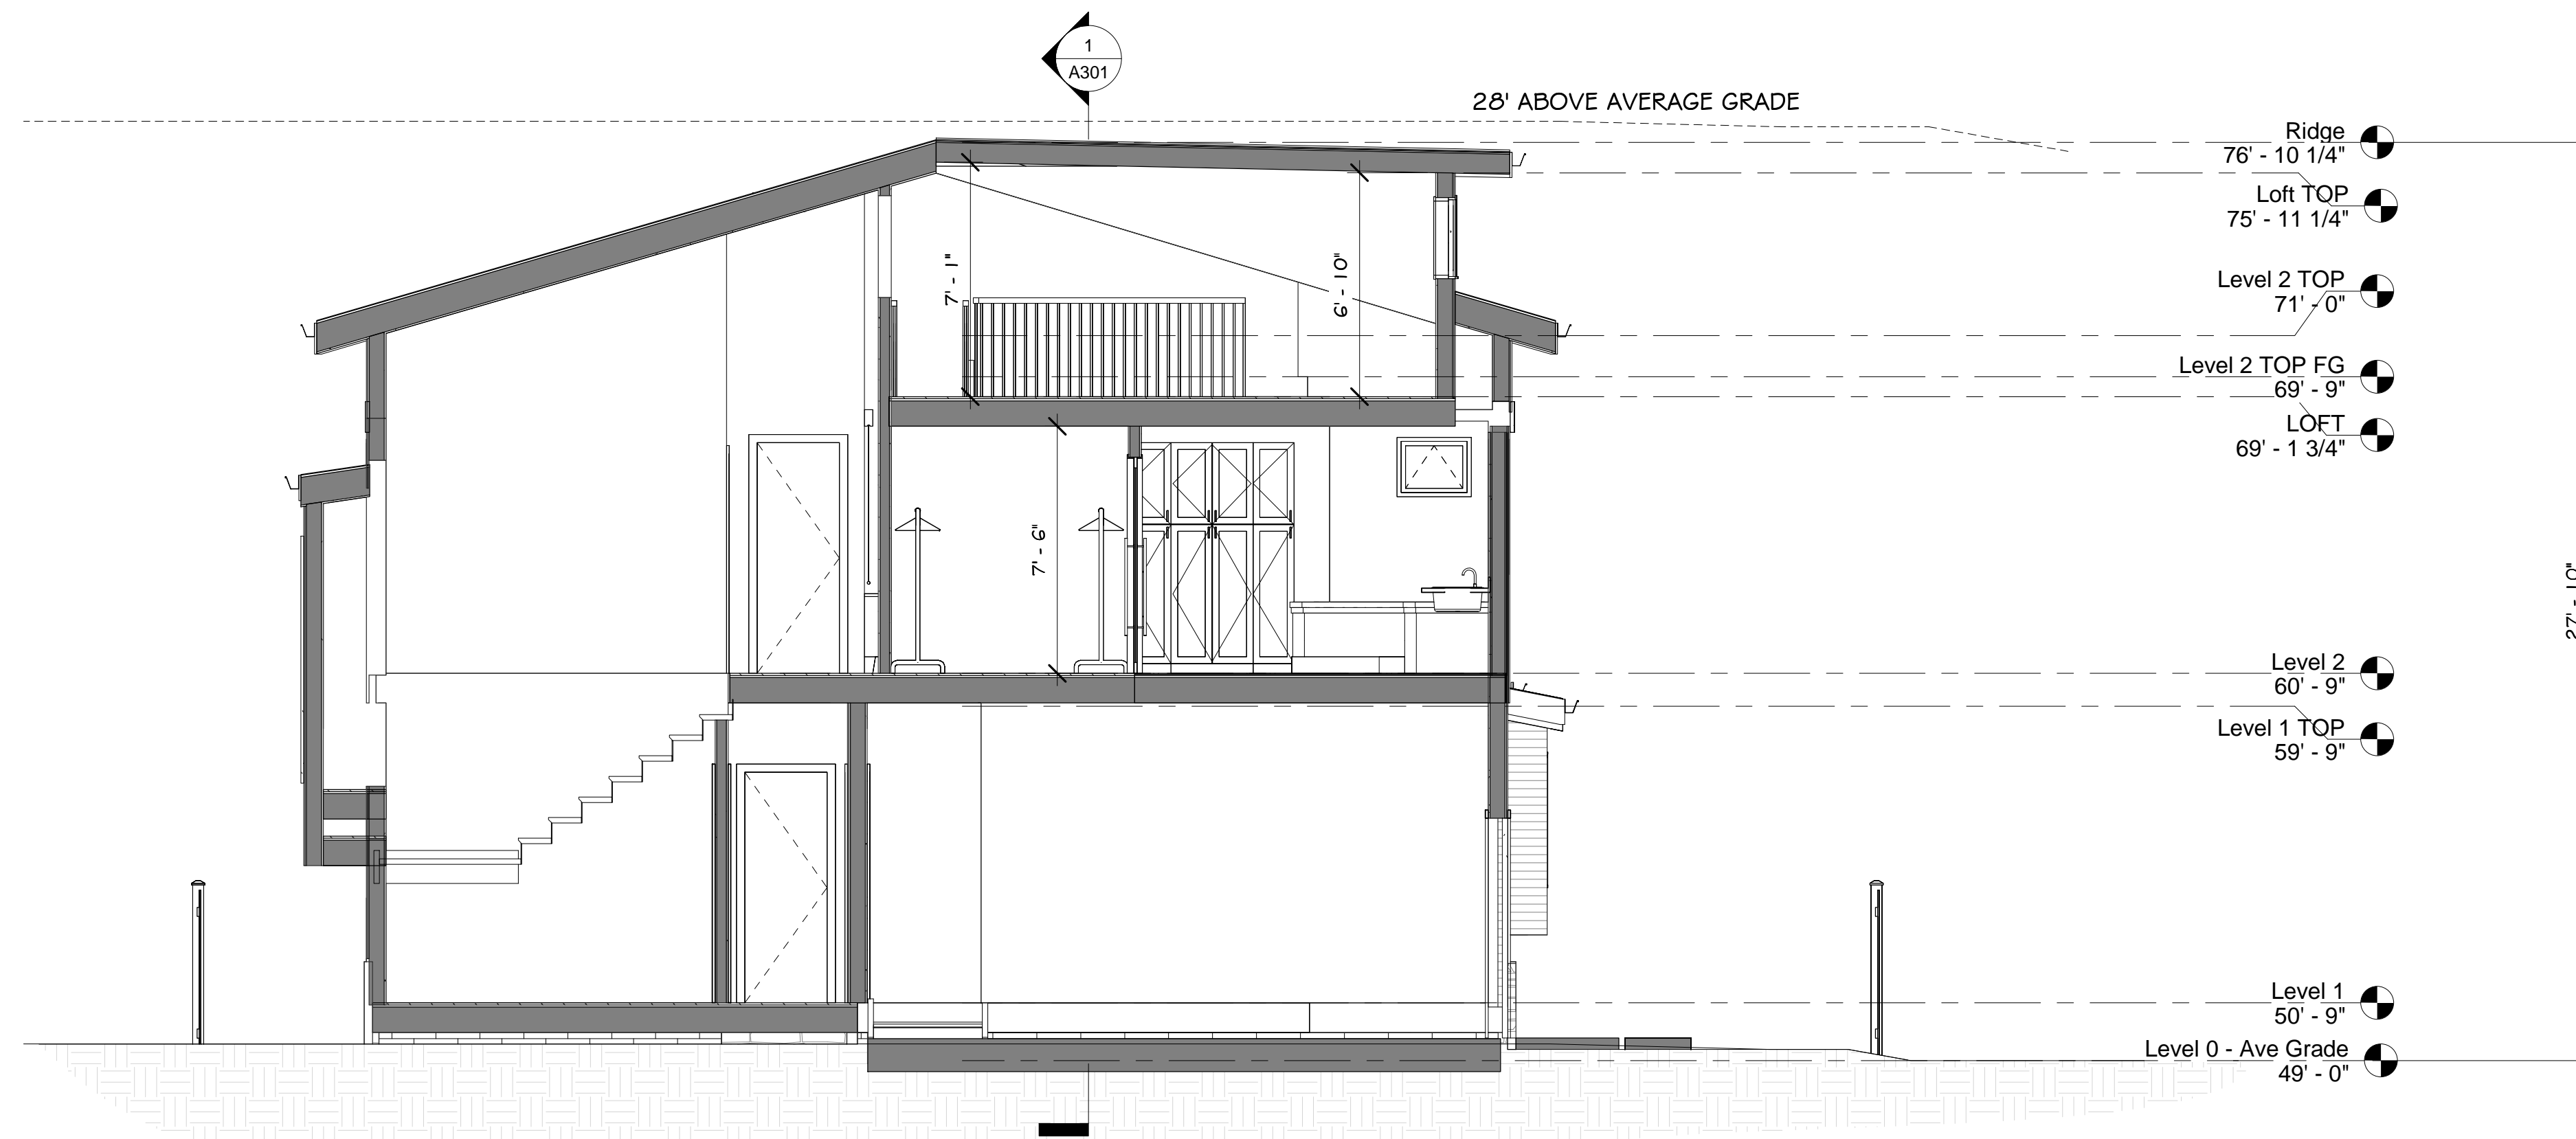 1
A301
28' ABOVE AVERAGE GRADE
Ridge
76' - 10 1/4"
Loft TOP
75' - 11 1/4"
7' - 1"
6' - 10"
Level 2 TOP
71' - 0"
Level 2 TOP FG
69' - 9"
LOFT
69' - 1 3/4"
7' - 6"
27' - 10"
Level 2
60' - 9"
Level 1 TOP
59' - 9"
Level 1
50' - 9"
Level 0 - Ave Grade
49' - 0"